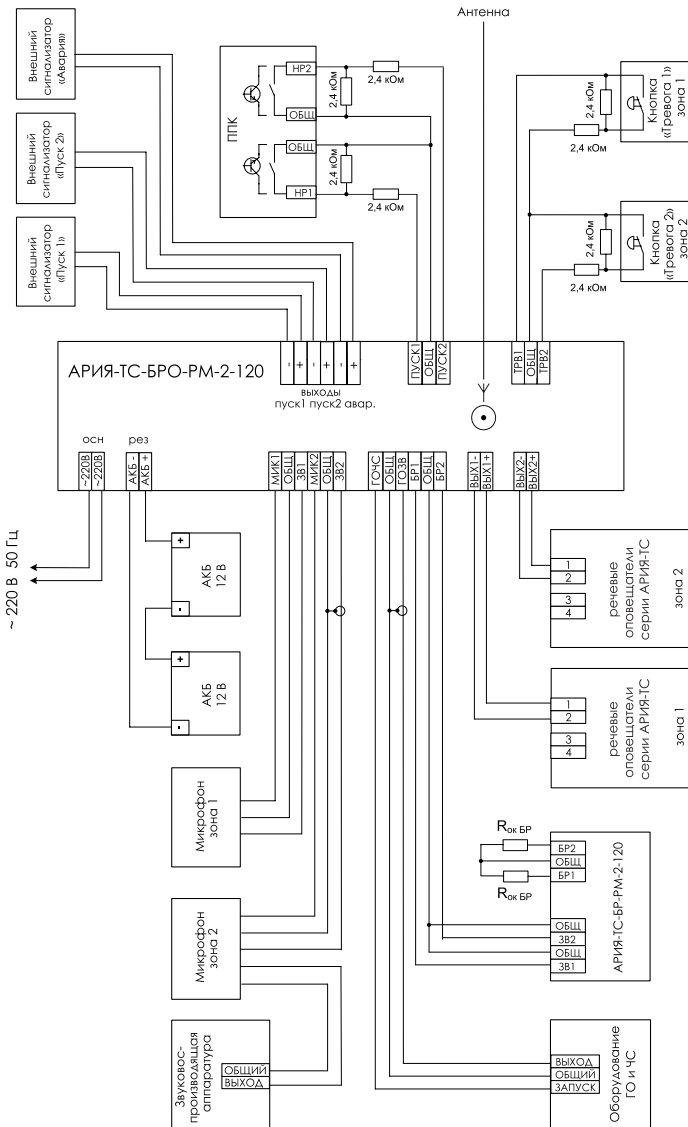 Антенна
Внешний
сигнализатор
«Авария»
Внешний
сигнализатор
«Пуск 2»
Внешний
сигнализатор
«Пуск 1»
ППК
НР2
ОБЩ
ОБЩ
НР1
2,4 кОм
2,4 кОм
2,4 кОм
2,4 кОм
2,4 кОм
2,4 кОм
Кнопка
«Тревога 1»
зона 1
2,4 кОм
2,4 кОм
Кнопка
«Тревога 2»
зона 2
АРИЯ-ТС-БРО-РМ-2-120
-
+
-
+
-
+
выходы
пуск1 пуск2 авар.
ПУСК1
ОБЩ
ПУСК2
ТРВ1
ОБЩ
ТРВ2
осн
рез
~220В
~220В
АКБ -
АКБ +
МИК1
ОБЩ
ЗВ1
МИК2
ОБЩ
ЗВ2
ГОЧС
ОБЩ
ГОЗВ
БР1
ОБЩ
БР2
ВЫХ1-
ВЫХ1+
ВЫХ2-
ВЫХ2+
~ 220 В 50 Гц
+
АКБ
12 В
-
+
АКБ
12 В
-
1
2
3
4
речевые
оповещатели
серии АРИЯ-ТС
зона 2
1
2
3
4
речевые
оповещатели
серии АРИЯ-ТС
зона 1
Микрофон
зона 1
Rок БР
Rок БР
БР2
ОБЩ
БР1
ОБЩ
ЗВ2
ОБЩ
ЗВ1
АРИЯ-ТС-БР-РМ-2-120
Микрофон
зона 2
Звуковос-
производящая
аппаратура
ОБЩИЙ
ВЫХОД
ВЫХОД
ОБЩИЙ
ЗАПУСК
Оборудование
ГО и ЧС